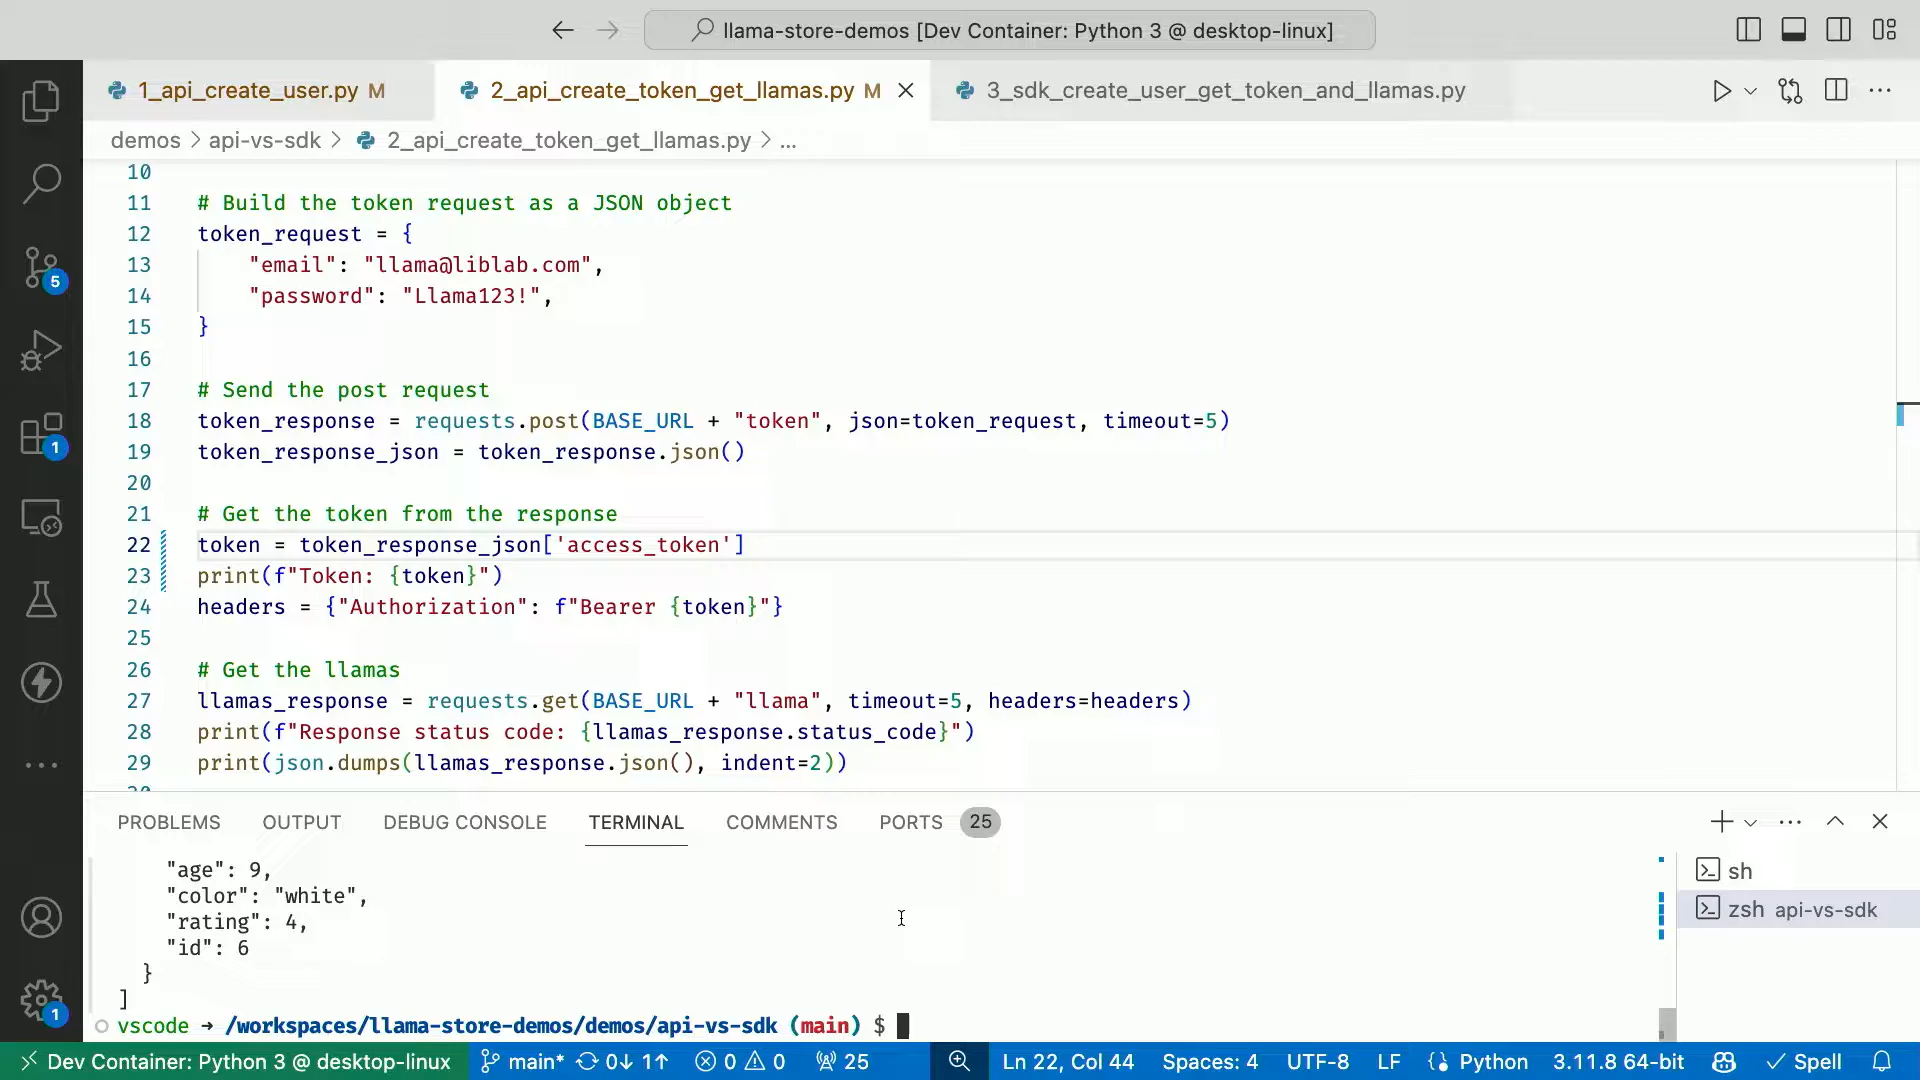 llama-store-demos [Dev Container: Python 3 @ desktop-linux]
1_api_create_user.py M
2_api_create_token_get_llamas.py M
3_sdk_create_user_get_token_and_llamas.py
demos > api-vs-sdk > 2_api_create_token_get_llamas.py > ...
10
11 # Build the token request as a JSON object
12 token_request = {
13     "email": "llama@liblab.com",
14     "password": "Llama123!",
15 }
16
17 # Send the post request
18 token_response = requests.post(BASE_URL + "token", json=token_request, timeout=5)
19 token_response_json = token_response.json()
20
21 # Get the token from the response
22 token = token_response_json['access_token']
23 print(f"Token: {token}")
24 headers = {"Authorization": f"Bearer {token}"}
25
26 # Get the llamas
27 llamas_response = requests.get(BASE_URL + "llama", timeout=5, headers=headers)
28 print(f"Response status code: {llamas_response.status_code}")
29 print(json.dumps(llamas_response.json(), indent=2))
5
1
1
PROBLEMS OUTPUT DEBUG CONSOLE TERMINAL COMMENTS PORTS 25
    "age": 9,
    "color": "white",
    "rating": 4,
    "id": 6
  }
]
vscode → /workspaces/llama-store-demos/demos/api-vs-sdk (main) $
sh
zsh api-vs-sdk
Dev Container: Python 3 @ desktop-linux main* 0↓ 1↑ 0 0 25 Ln 22, Col 44 Spaces: 4 UTF-8 LF Python 3.11.8 64-bit Spell